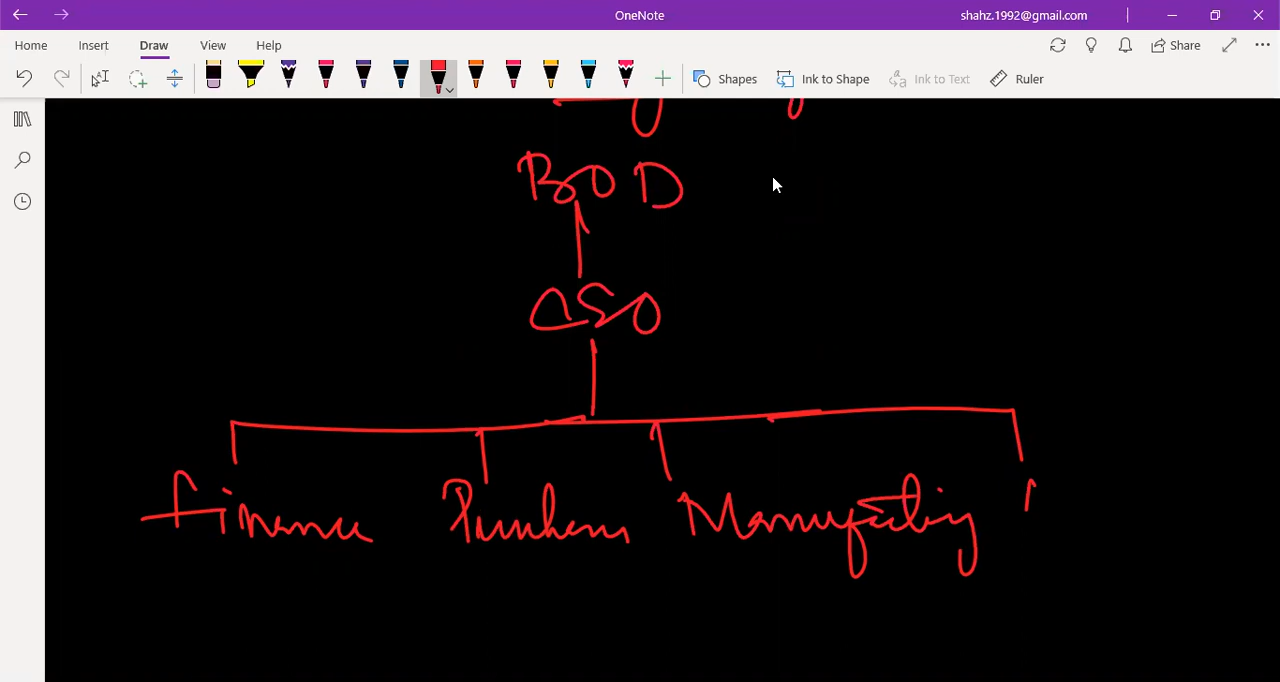 OneNote
shahz.1992@gmail.com
Home Insert Draw View Help
Share
Shapes Ink to Shape Ink to Text Ruler
BOD
CEO
Finance Purchase Manufacturing